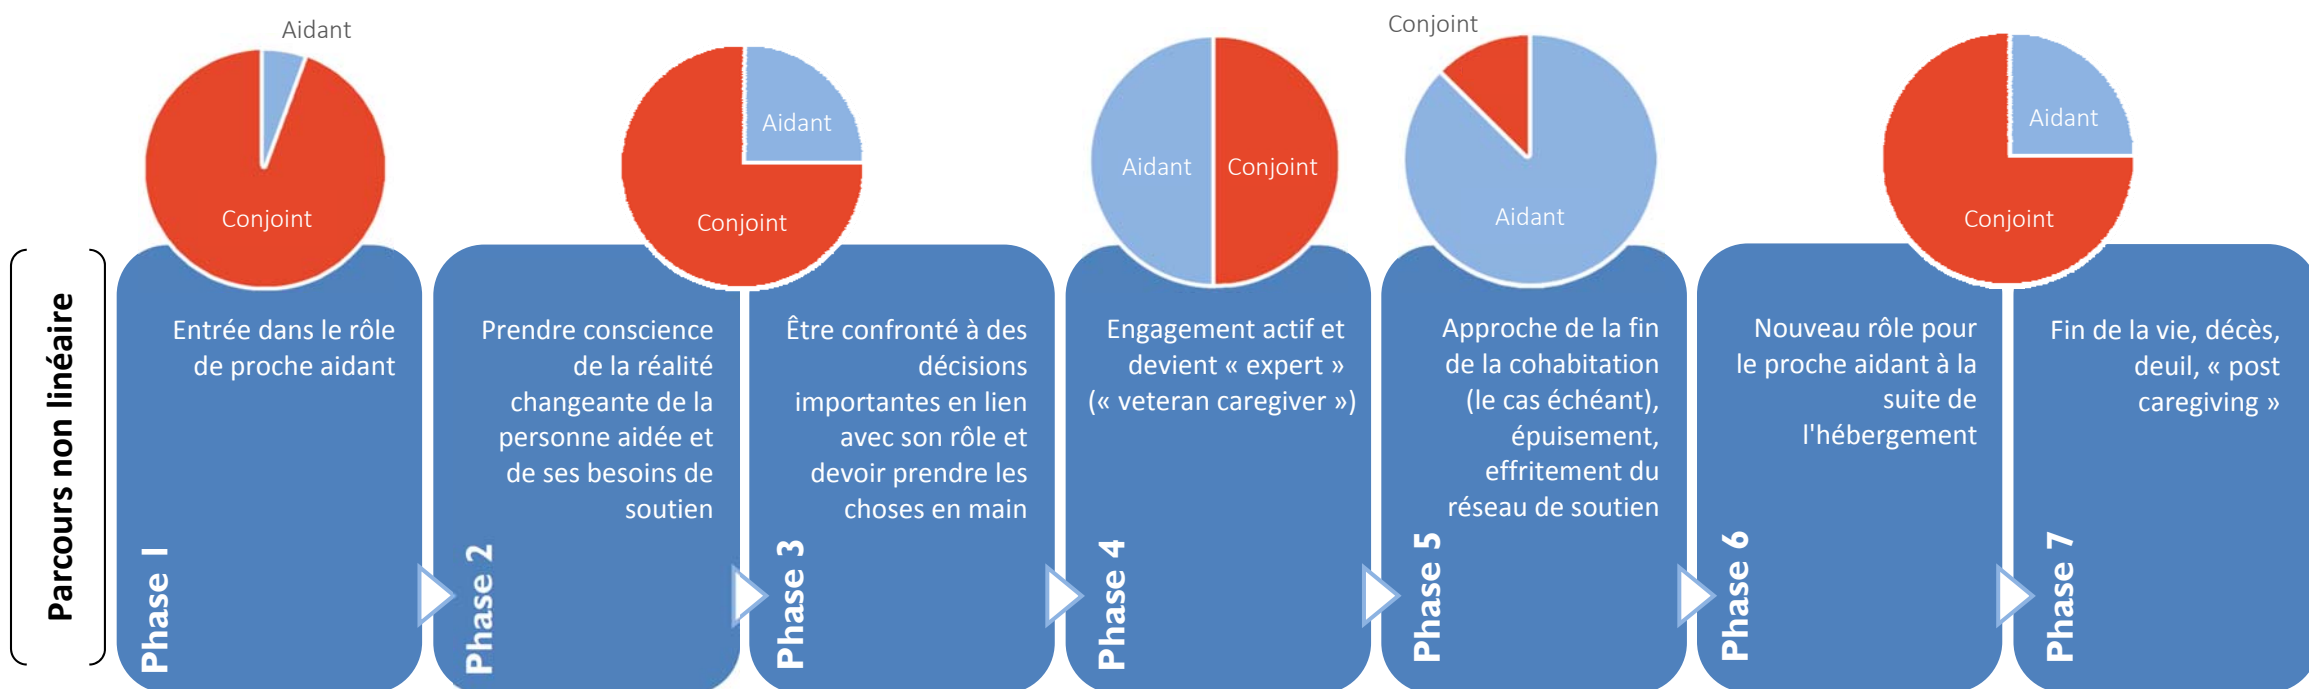 Parcours non linéaire
Aidant
Conjoint
Entrée dans le rôle
de proche aidant
Phase 1
Aidant
Conjoint
Prendre conscience
de la réalité
changeante de la
personne aidée et
de ses besoins de
soutien
Phase 2
Être confronté à des
décisions
importantes en lien
avec son rôle et
devoir prendre les
choses en main
Phase 3
Aidant
Conjoint
Engagement actif et
devient « expert »
(« veteran caregiver »)
Phase 4
Conjoint
Aidant
Approche de la fin
de la cohabitation
(le cas échéant),
épuisement,
effritement du
réseau de soutien
Phase 5
Aidant
Conjoint
Nouveau rôle pour
le proche aidant à la
suite de
l'hébergement
Phase 6
Fin de la vie, décès,
deuil, « post
caregiving »
Phase 7